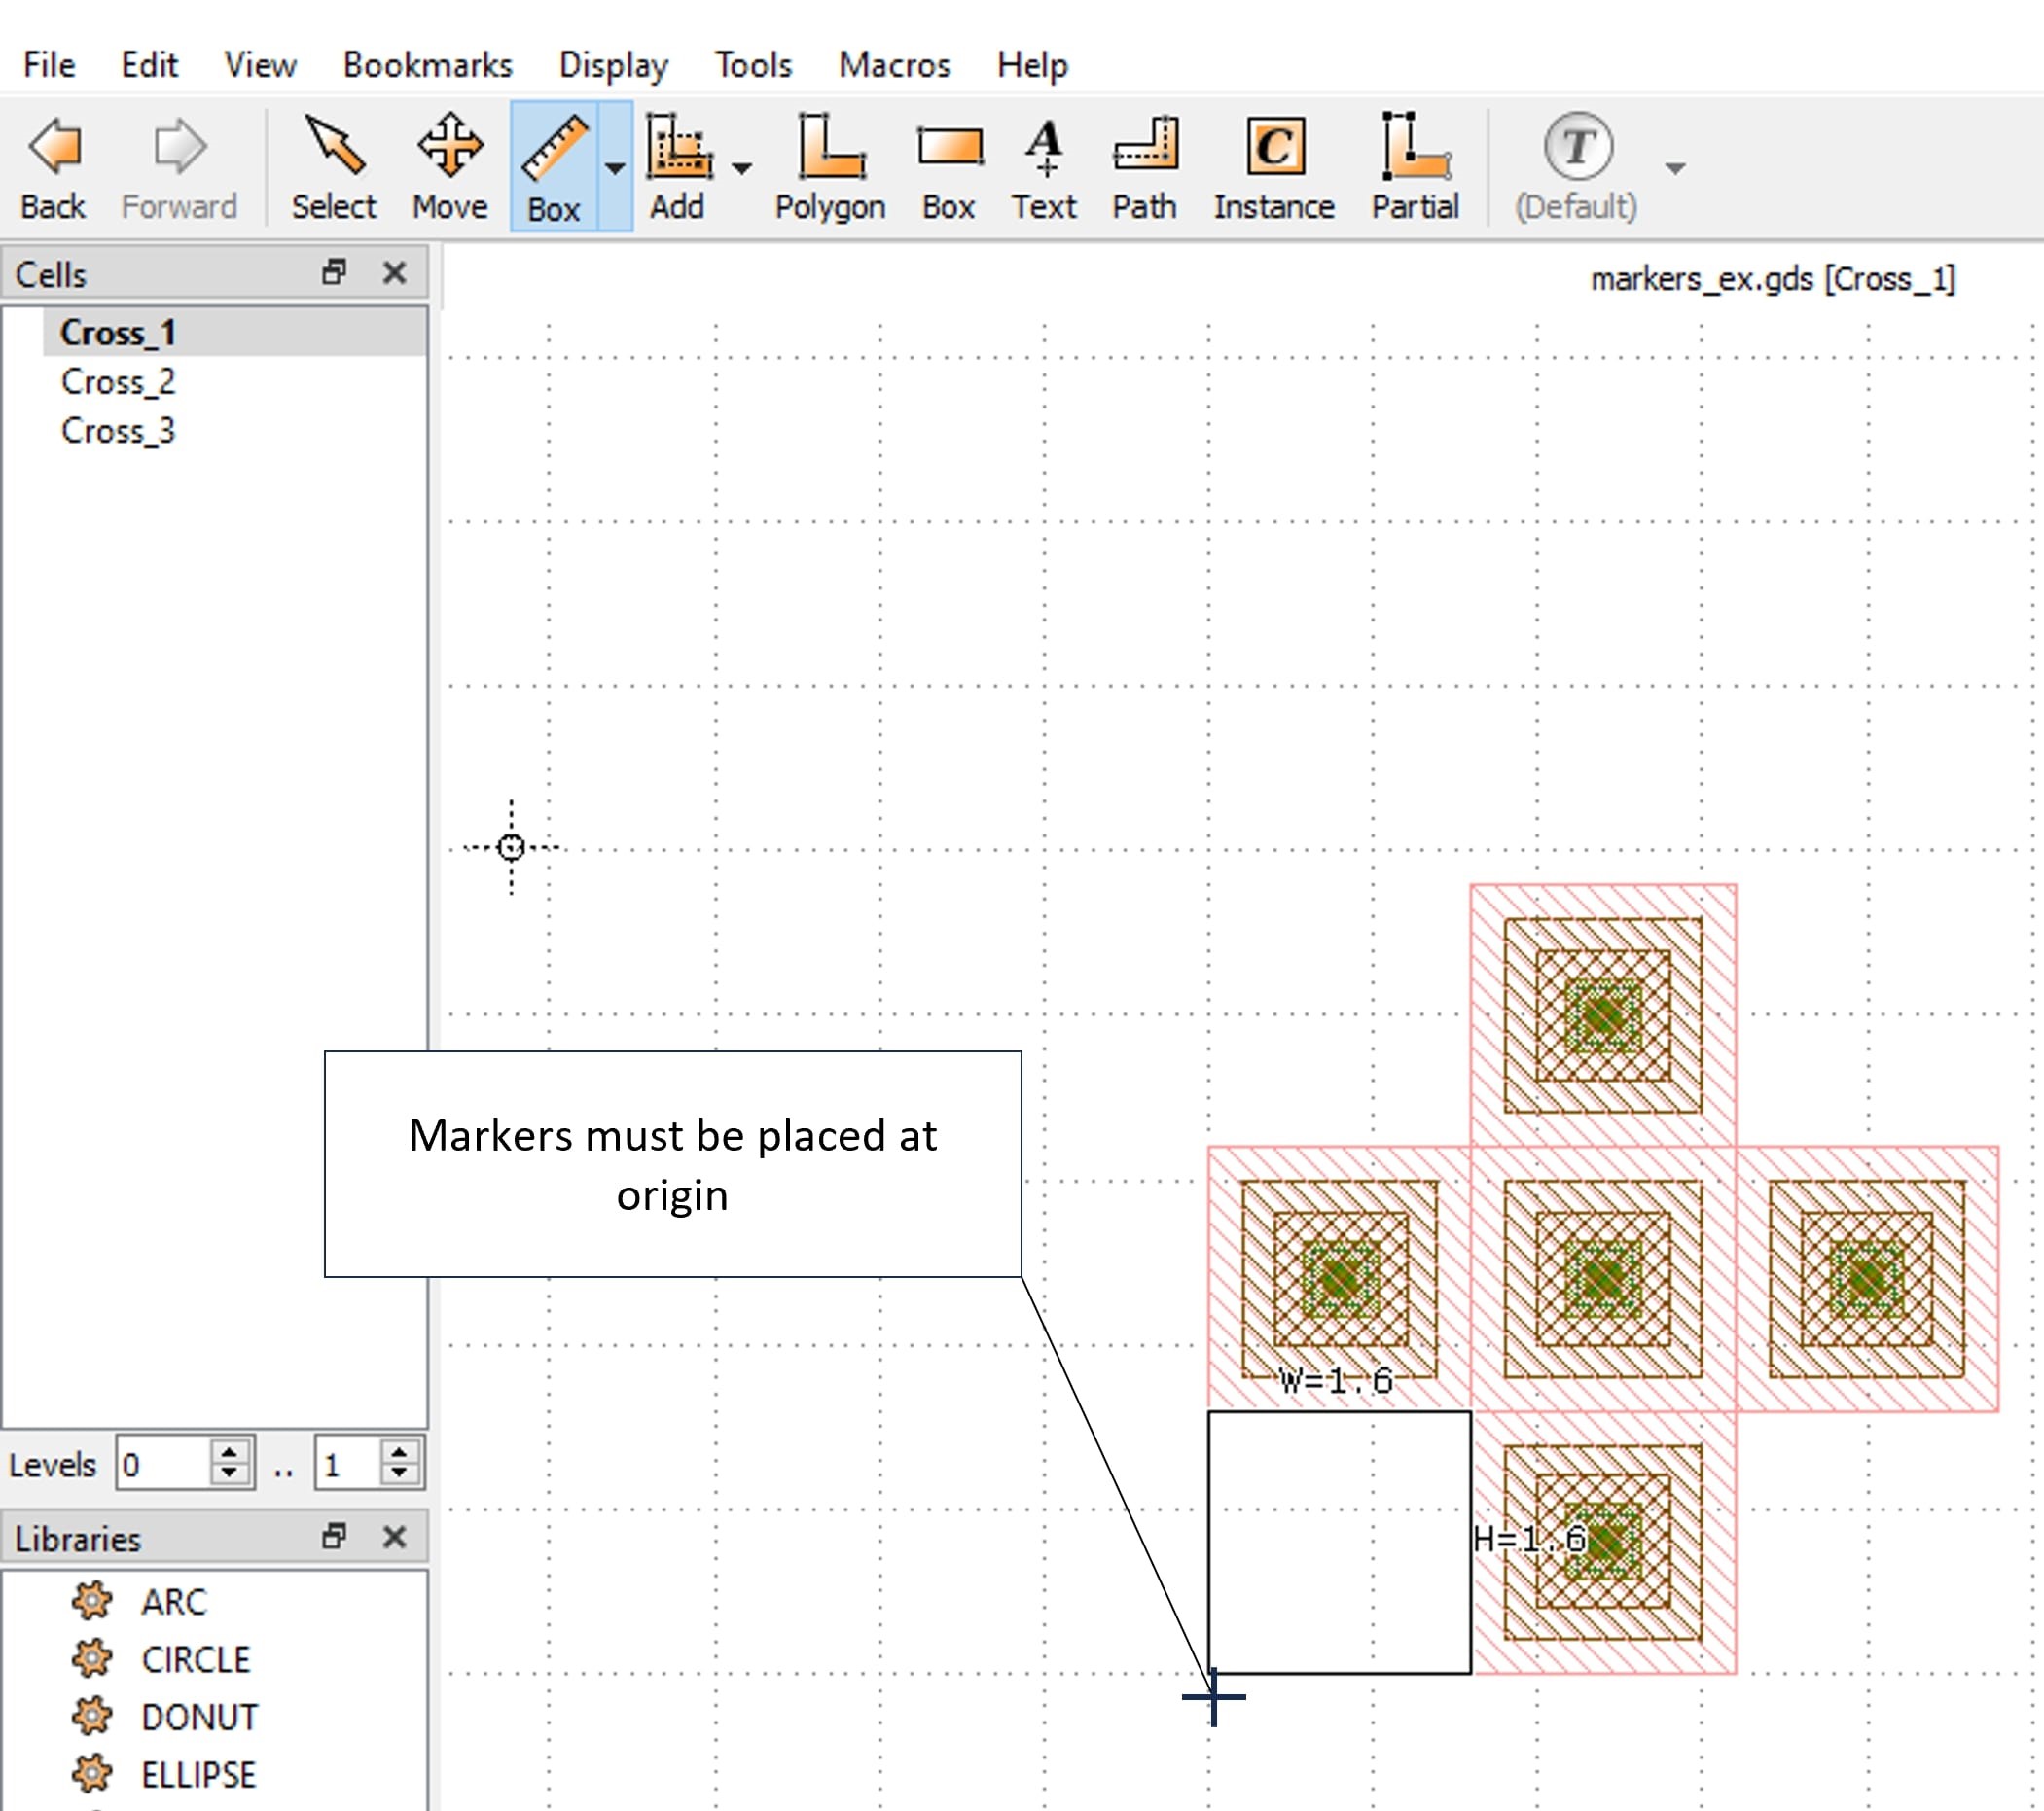 File Edit View Bookmarks Display Tools Macros Help
Back Forward Select Move Box Add Polygon Box Text Path Instance Partial (Default)
Cells
markers_ex.gds [Cross_1]
Cross_1
Cross_2
Cross_3
Markers must be placed at
origin
W=1.6
H=1.6
Levels 0 .. 1
Libraries
ARC
CIRCLE
DONUT
ELLIPSE